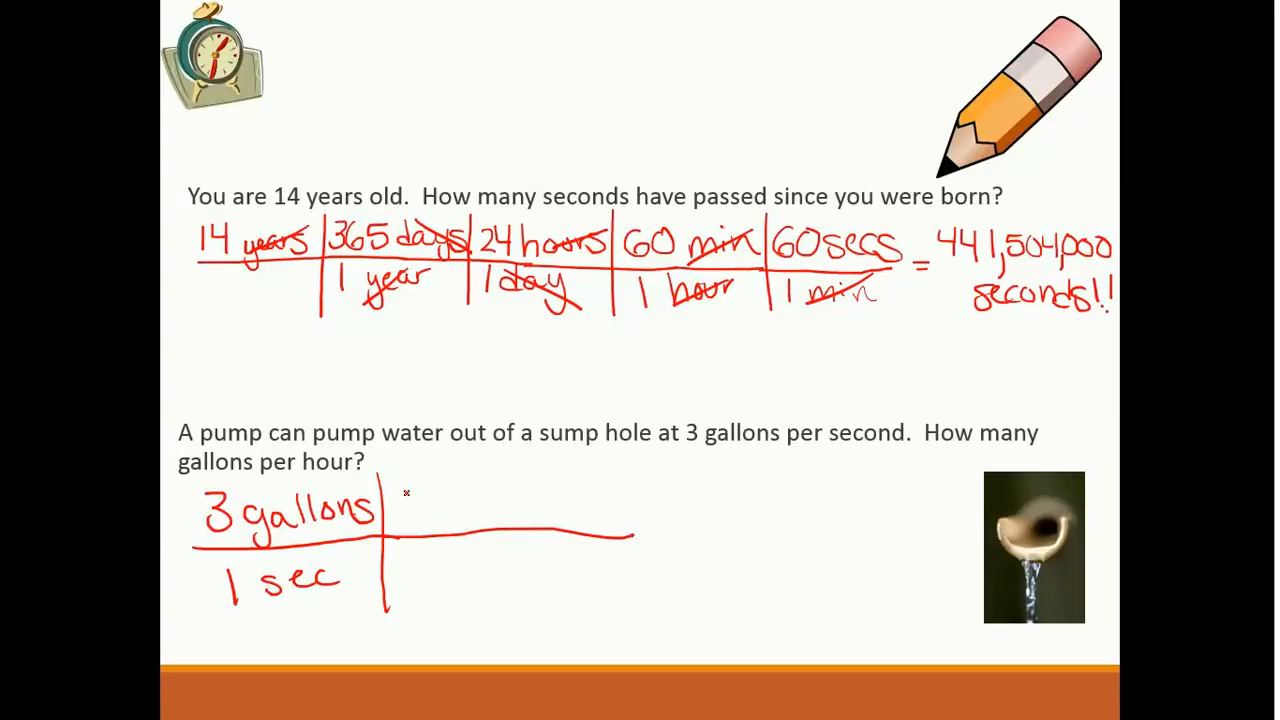 You are 14 years old. How many seconds have passed since you were born?
14 years 365 days 24 hours 60 min 60 secs = 441,504,000
1 year 1 day 1 hour 1 min seconds!!
A pump can pump water out of a sump hole at 3 gallons per second. How many
gallons per hour?
3 gallons
1 sec